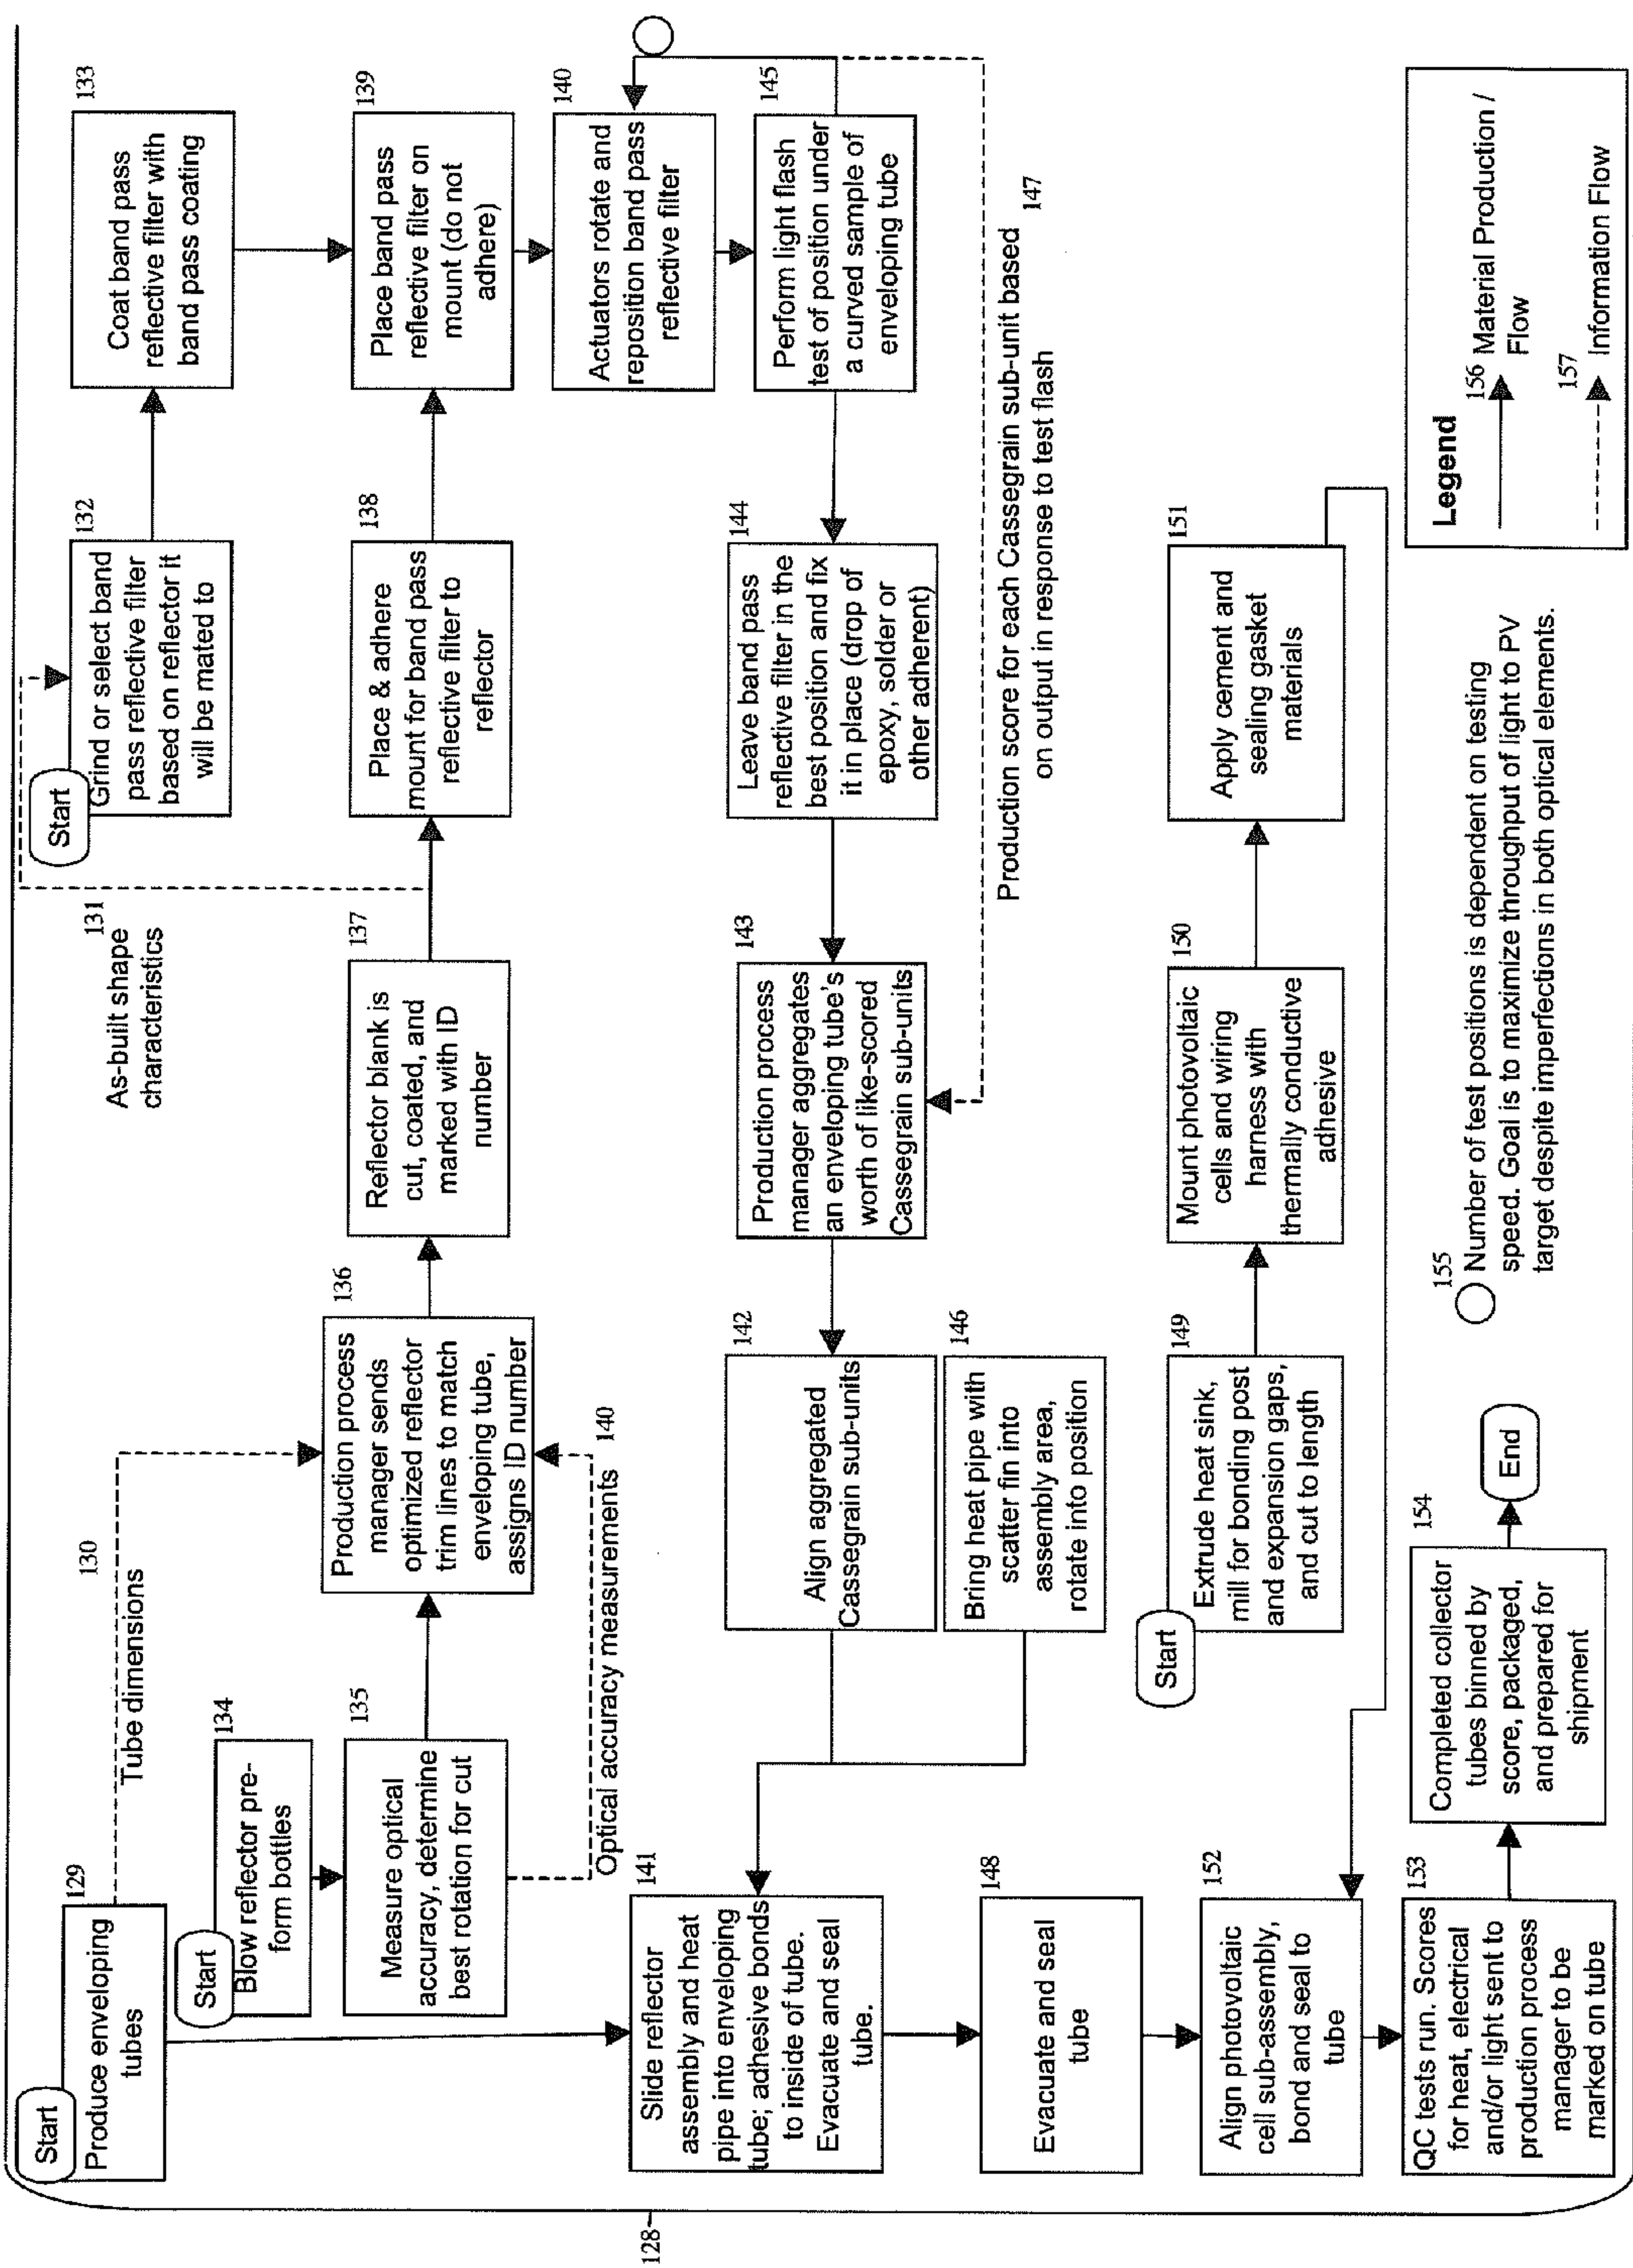 128
Start
129
Produce enveloping
tubes
130
Tube dimensions
Start
134
Blow reflector pre-
form bottles
135
Measure optical
accuracy, determine
best rotation for cut
Optical accuracy measurements
140
136
Production process
manager sends
optimized reflector
trim lines to match
enveloping tube,
assigns ID number
137
Reflector blank is
cut, coated, and
marked with ID
number
131
As-built shape
characteristics
Start
132
Grind or select band
pass reflective filter
based on reflector it
will be mated to
133
Coat band pass
reflective filter with
band pass coating
138
Place & adhere
mount for band pass
reflective filter to
reflector
139
Place band pass
reflective filter on
mount (do not
adhere)
140
Actuators rotate and
reposition band pass
reflective filter
145
Perform light flash
test of position under
a curved sample of
enveloping tube
144
Leave band pass
reflective filter in the
best position and fix
it in place (drop of
epoxy, solder or
other adherent)
143
Production process
manager aggregates
an enveloping tube's
worth of like-scored
Cassegrain sub-units
Production score for each Cassegrain sub-unit based
on output in response to test flash
147
142
Align aggregated
Cassegrain sub-units
146
Bring heat pipe with
scatter fin into
assembly area,
rotate into position
141
Slide reflector
assembly and heat
pipe into enveloping
tube; adhesive bonds
to inside of tube.
Evacuate and seal
tube.
148
Evacuate and seal
tube
Start
149
Extrude heat sink,
mill for bonding post
and expansion gaps,
and cut to length
150
Mount photovoltaic
cells and wiring
harness with
thermally conductive
adhesive
151
Apply cement and
sealing gasket
materials
152
Align photovoltaic
cell sub-assembly,
bond and seal to
tube
153
QC tests run. Scores
for heat, electrical
and/or light sent to
production process
manager to be
marked on tube
154
Completed collector
tubes binned by
score, packaged,
and prepared for
shipment
End
155
Number of test positions is dependent on testing
speed. Goal is to maximize throughput of light to PV
target despite imperfections in both optical elements.
Legend
156 Material Production /
Flow
157
Information Flow